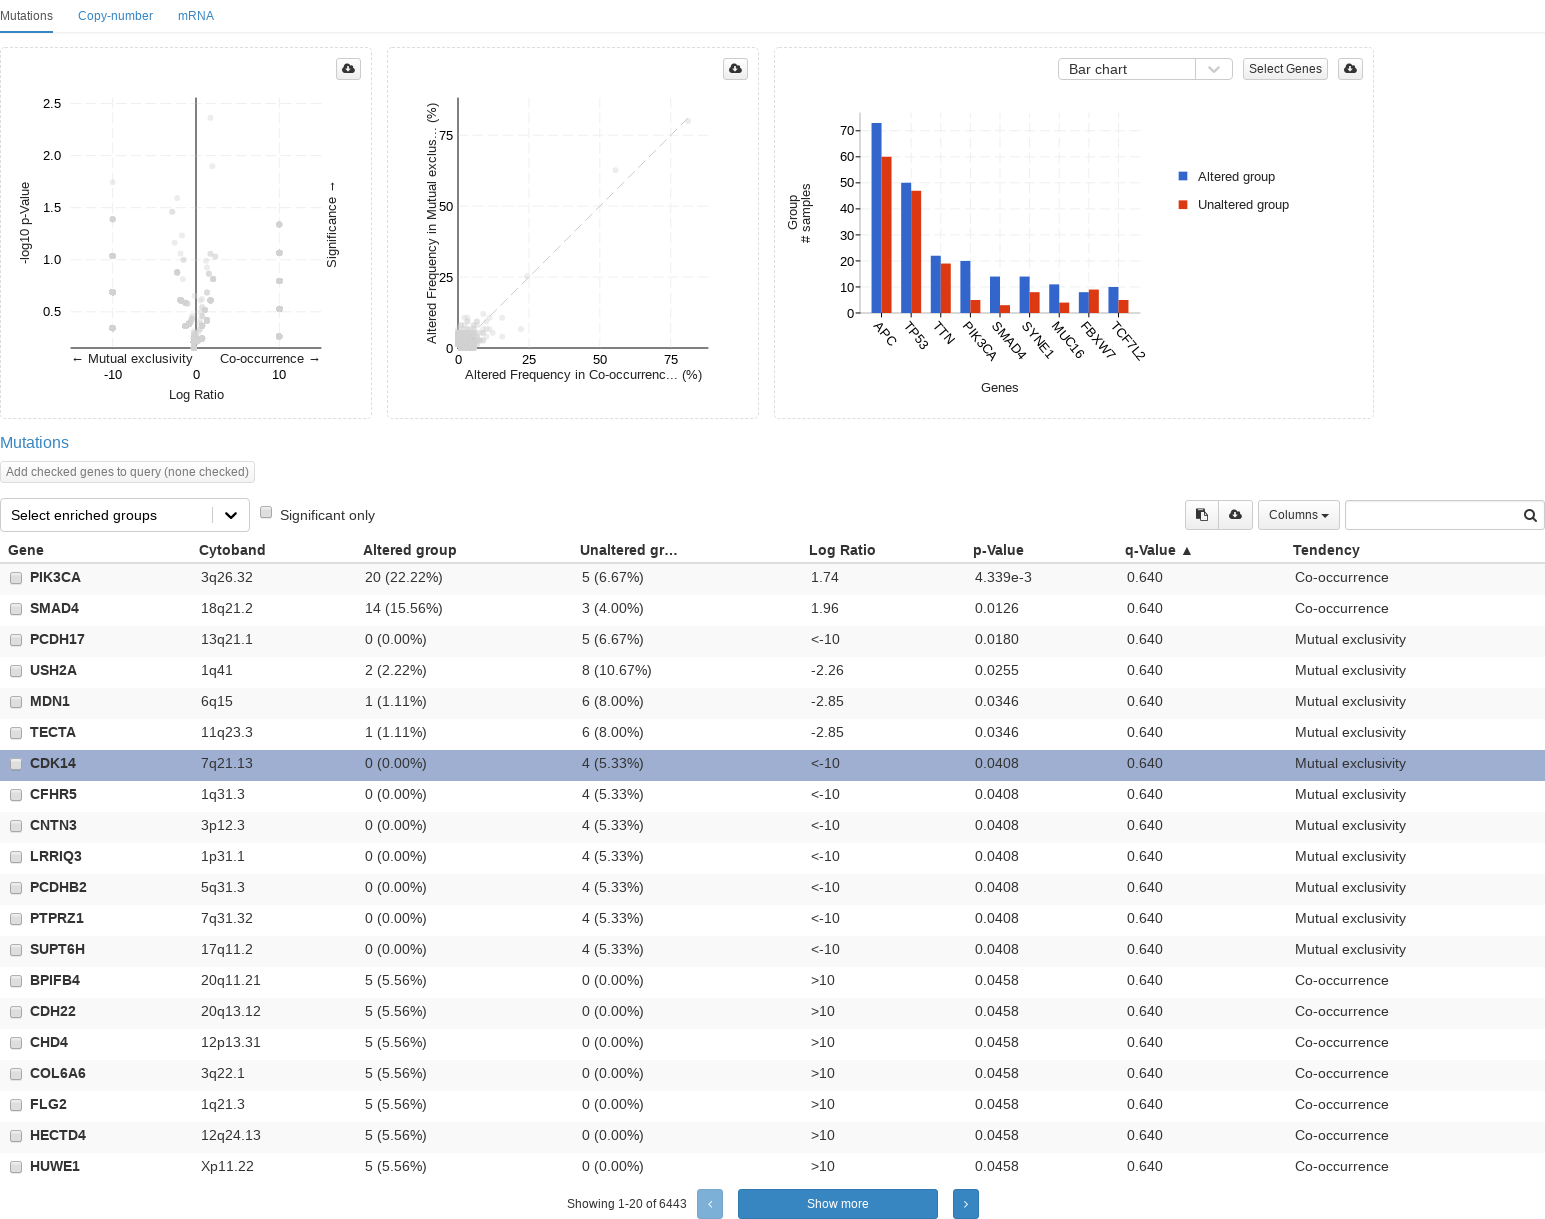 Mutations Copy-number mRNA
2.5
2.0
1.5
1.0
0.5
-log10 p-Value
Significance →
← Mutual exclusivity Co-occurrence →
-10 0 10
Log Ratio
Altered Frequency in Mutual exclus... (%)
75
50
25
0
0 25 50 75
Altered Frequency in Co-occurrenc... (%)
Bar chart Select Genes
Group
# samples
70
60
50
40
30
20
10
0
APC TP53 TTN PIK3CA SMAD4 SYNE1 MUC16 FBXW7 TCF7L2
Genes
Altered group
Unaltered group
Mutations
Add checked genes to query (none checked)
Select enriched groups Significant only Columns
Gene Cytoband Altered group Unaltered gr… Log Ratio p-Value q-Value ▲ Tendency
PIK3CA 3q26.32 20 (22.22%) 5 (6.67%) 1.74 4.339e-3 0.640 Co-occurrence
SMAD4 18q21.2 14 (15.56%) 3 (4.00%) 1.96 0.0126 0.640 Co-occurrence
PCDH17 13q21.1 0 (0.00%) 5 (6.67%) <-10 0.0180 0.640 Mutual exclusivity
USH2A 1q41 2 (2.22%) 8 (10.67%) -2.26 0.0255 0.640 Mutual exclusivity
MDN1 6q15 1 (1.11%) 6 (8.00%) -2.85 0.0346 0.640 Mutual exclusivity
TECTA 11q23.3 1 (1.11%) 6 (8.00%) -2.85 0.0346 0.640 Mutual exclusivity
CDK14 7q21.13 0 (0.00%) 4 (5.33%) <-10 0.0408 0.640 Mutual exclusivity
CFHR5 1q31.3 0 (0.00%) 4 (5.33%) <-10 0.0408 0.640 Mutual exclusivity
CNTN3 3p12.3 0 (0.00%) 4 (5.33%) <-10 0.0408 0.640 Mutual exclusivity
LRRIQ3 1p31.1 0 (0.00%) 4 (5.33%) <-10 0.0408 0.640 Mutual exclusivity
PCDHB2 5q31.3 0 (0.00%) 4 (5.33%) <-10 0.0408 0.640 Mutual exclusivity
PTPRZ1 7q31.32 0 (0.00%) 4 (5.33%) <-10 0.0408 0.640 Mutual exclusivity
SUPT6H 17q11.2 0 (0.00%) 4 (5.33%) <-10 0.0408 0.640 Mutual exclusivity
BPIFB4 20q11.21 5 (5.56%) 0 (0.00%) >10 0.0458 0.640 Co-occurrence
CDH22 20q13.12 5 (5.56%) 0 (0.00%) >10 0.0458 0.640 Co-occurrence
CHD4 12p13.31 5 (5.56%) 0 (0.00%) >10 0.0458 0.640 Co-occurrence
COL6A6 3q22.1 5 (5.56%) 0 (0.00%) >10 0.0458 0.640 Co-occurrence
FLG2 1q21.3 5 (5.56%) 0 (0.00%) >10 0.0458 0.640 Co-occurrence
HECTD4 12q24.13 5 (5.56%) 0 (0.00%) >10 0.0458 0.640 Co-occurrence
HUWE1 Xp11.22 5 (5.56%) 0 (0.00%) >10 0.0458 0.640 Co-occurrence
Showing 1-20 of 6443 ‹ Show more ›